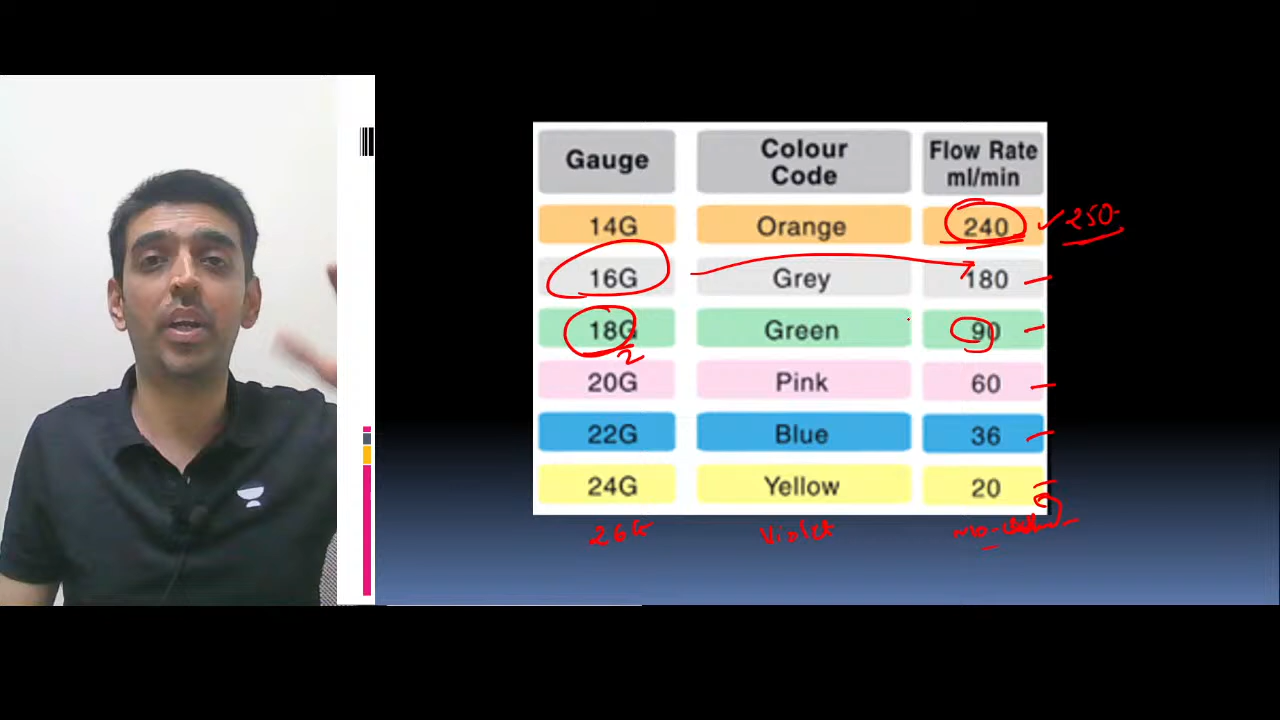 Gauge Colour Code Flow Rate ml/min
14G Orange 240 250
16G Grey 180
18G Green 90
2
20G Pink 60
22G Blue 36
24G Yellow 20
Violet